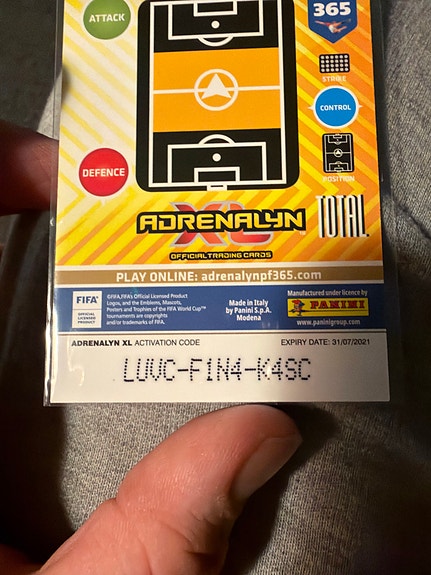 365
ATTACK
STRIKE
CONTROL
DEFENCE
POSITION
ADRENALYN
XL™
TOTAL
OFFICIAL TRADING CARDS
PLAY ONLINE: adrenalynpf365.com
FIFA®
OFFICIAL
LICENSED
PRODUCT
©FIFA, FIFA's Official Licensed Product
Logos, and the Emblems, Mascots,
Posters and Trophies of the FIFA World Cup™
tournaments are copyrights
and/or trademarks of FIFA.
Made in Italy
by Panini S.p.A.
Modena
Manufactured under licence by
PANINI
www.paninigroup.com
ADRENALYN XL ACTIVATION CODE
EXPIRY DATE: 31/07/2021
LUVC-F1N4-K4SC